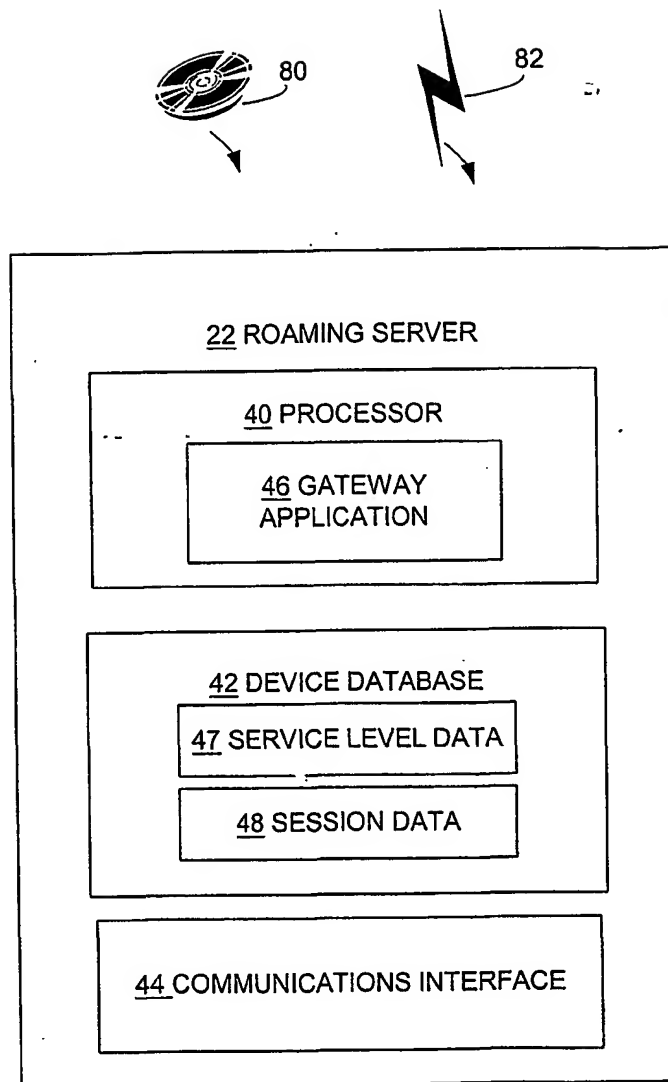 80
82
22 ROAMING SERVER
40 PROCESSOR
46 GATEWAY
APPLICATION
42 DEVICE DATABASE
47 SERVICE LEVEL DATA
48 SESSION DATA
44 COMMUNICATIONS INTERFACE